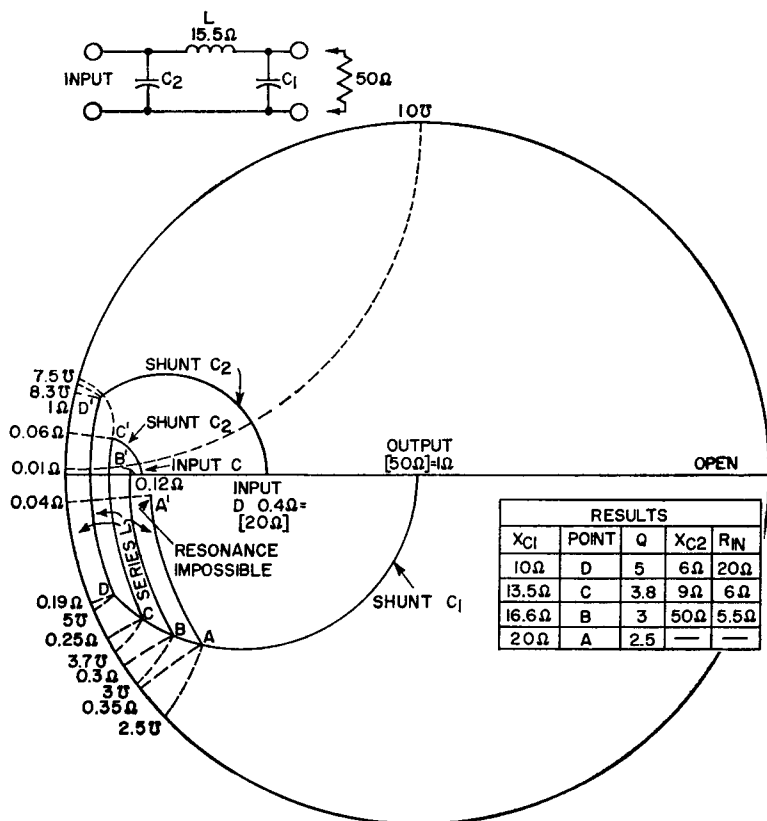 L
15.5Ω
INPUT
C2
C1
50Ω
10℧
SHUNT C2
7.5℧
8.3℧
1Ω
D'
0.06Ω
C'
SHUNT C2
B'
INPUT C
0.01Ω
0.12Ω
OUTPUT
[50Ω]=1Ω
OPEN
0.04Ω
A'
INPUT
D 0.4Ω=
[20Ω]
RESONANCE
IMPOSSIBLE
SERIES L
SHUNT C1
D
C
B
A
0.19Ω
5℧
0.25Ω
3.7℧
0.3Ω
3℧
0.35Ω
2.5℧
RESULTS
XC1 POINT Q XC2 RIN
10Ω D 5 6Ω 20Ω
13.5Ω C 3.8 9Ω 6Ω
16.6Ω B 3 50Ω 5.5Ω
20Ω A 2.5 — —